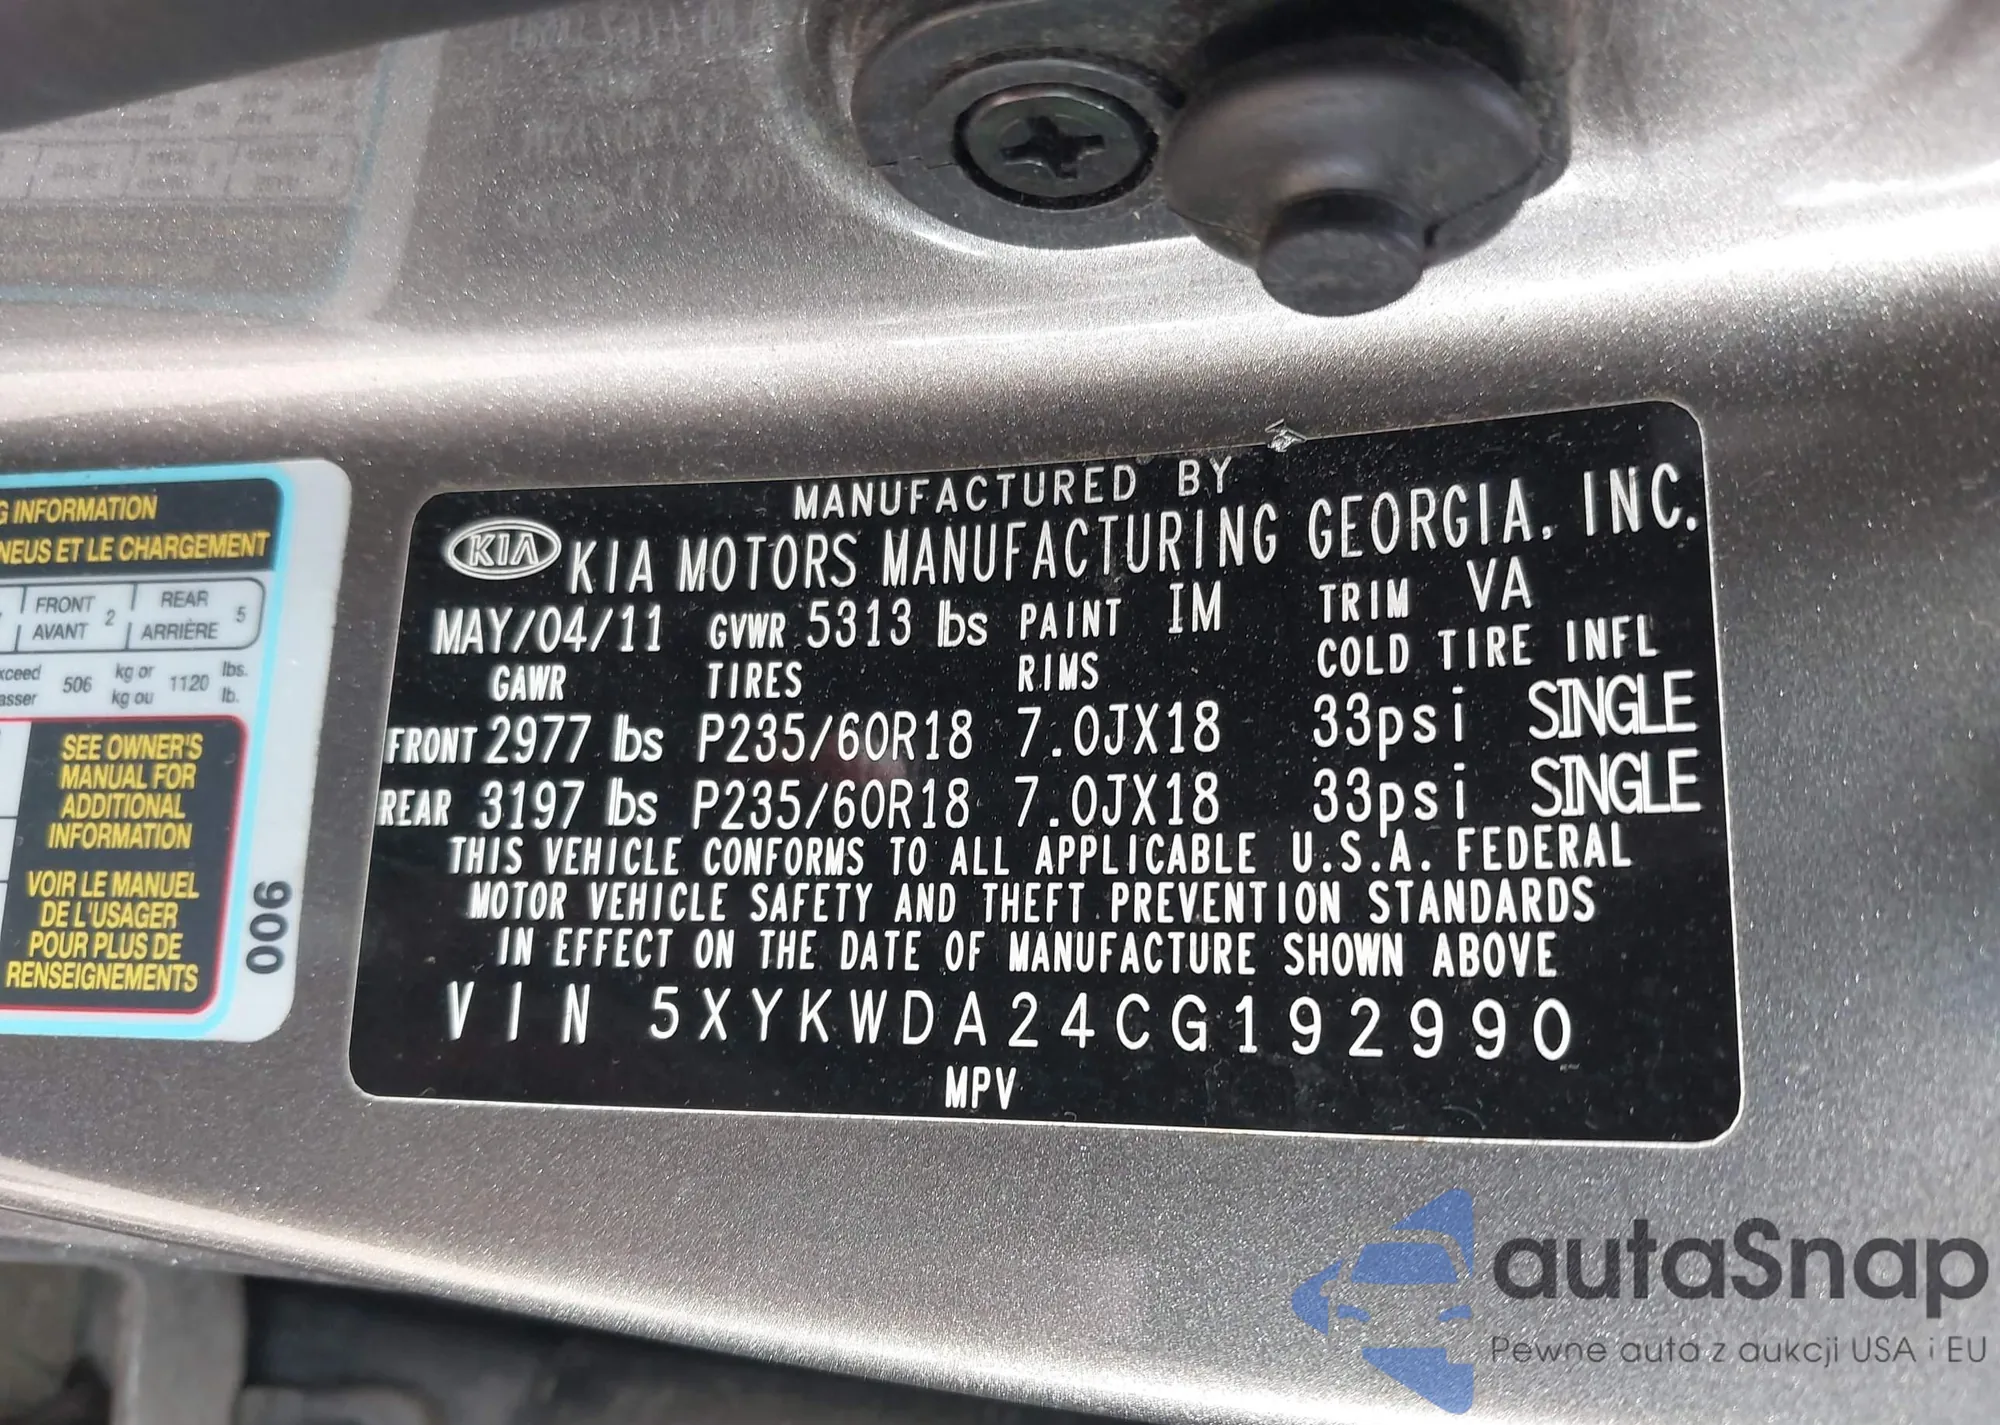 G INFORMATION
NEUS ET LE CHARGEMENT
FRONT 2 REAR 5
AVANT ARRIÈRE
kg or lbs.
506 1120
kg ou lb.
SEE OWNER'S
MANUAL FOR
ADDITIONAL
INFORMATION
VOIR LE MANUEL
DE L'USAGER
POUR PLUS DE
RENSEIGNEMENTS
006
MANUFACTURED BY
KIA KIA MOTORS MANUFACTURING GEORGIA, INC.
MAY/04/11 GVWR 5313 lbs PAINT IM TRIM VA
GAWR TIRES RIMS COLD TIRE INFL
FRONT 2977 lbs P235/60R18 7.0JX18 33psi SINGLE
REAR 3197 lbs P235/60R18 7.0JX18 33psi SINGLE
THIS VEHICLE CONFORMS TO ALL APPLICABLE U.S.A. FEDERAL
MOTOR VEHICLE SAFETY AND THEFT PREVENTION STANDARDS
IN EFFECT ON THE DATE OF MANUFACTURE SHOWN ABOVE
VIN 5XYKWDA24CG192990
MPV
autaSnap
Pewne auta z aukcji USA i EU